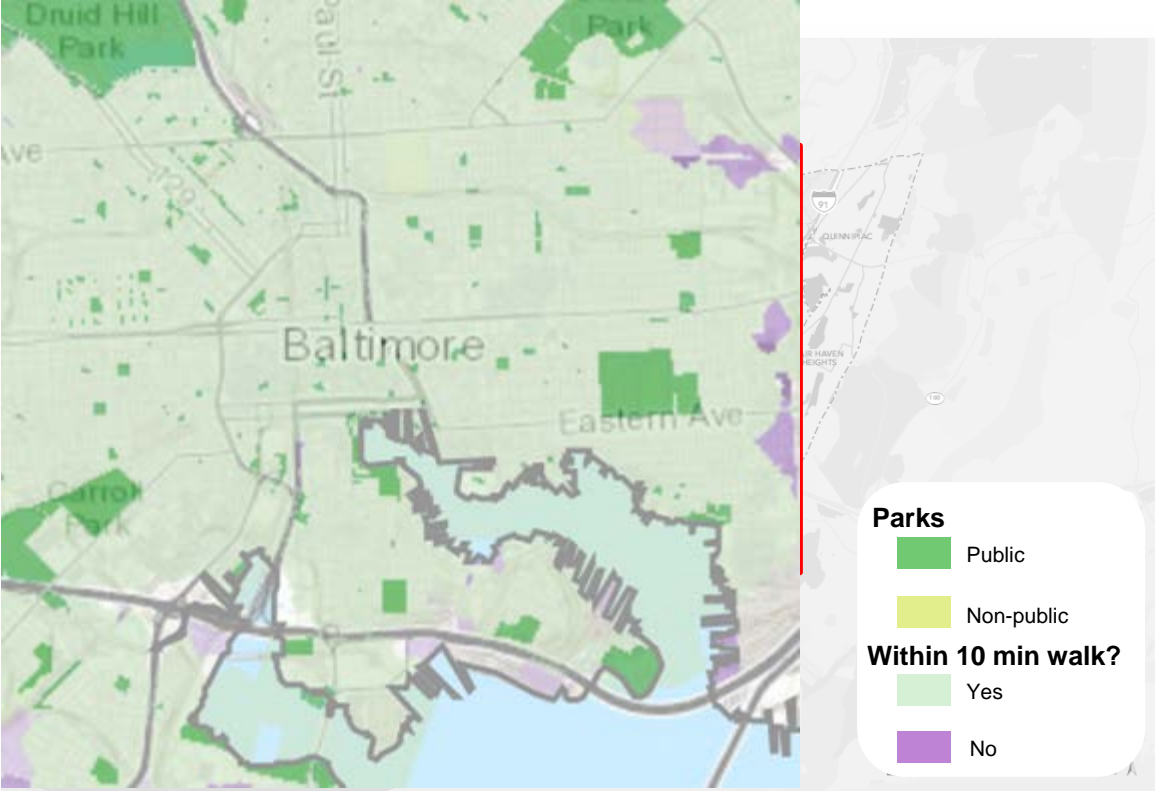 Druid Hill
Park
Paul St
Park
Ave
129
Baltimore
Eastern Ave
Carroll
Park
91
QUINNIPIAC
HAVEN
HEIGHTS
Parks
Public
Non-public
Within 10 min walk?
Yes
No